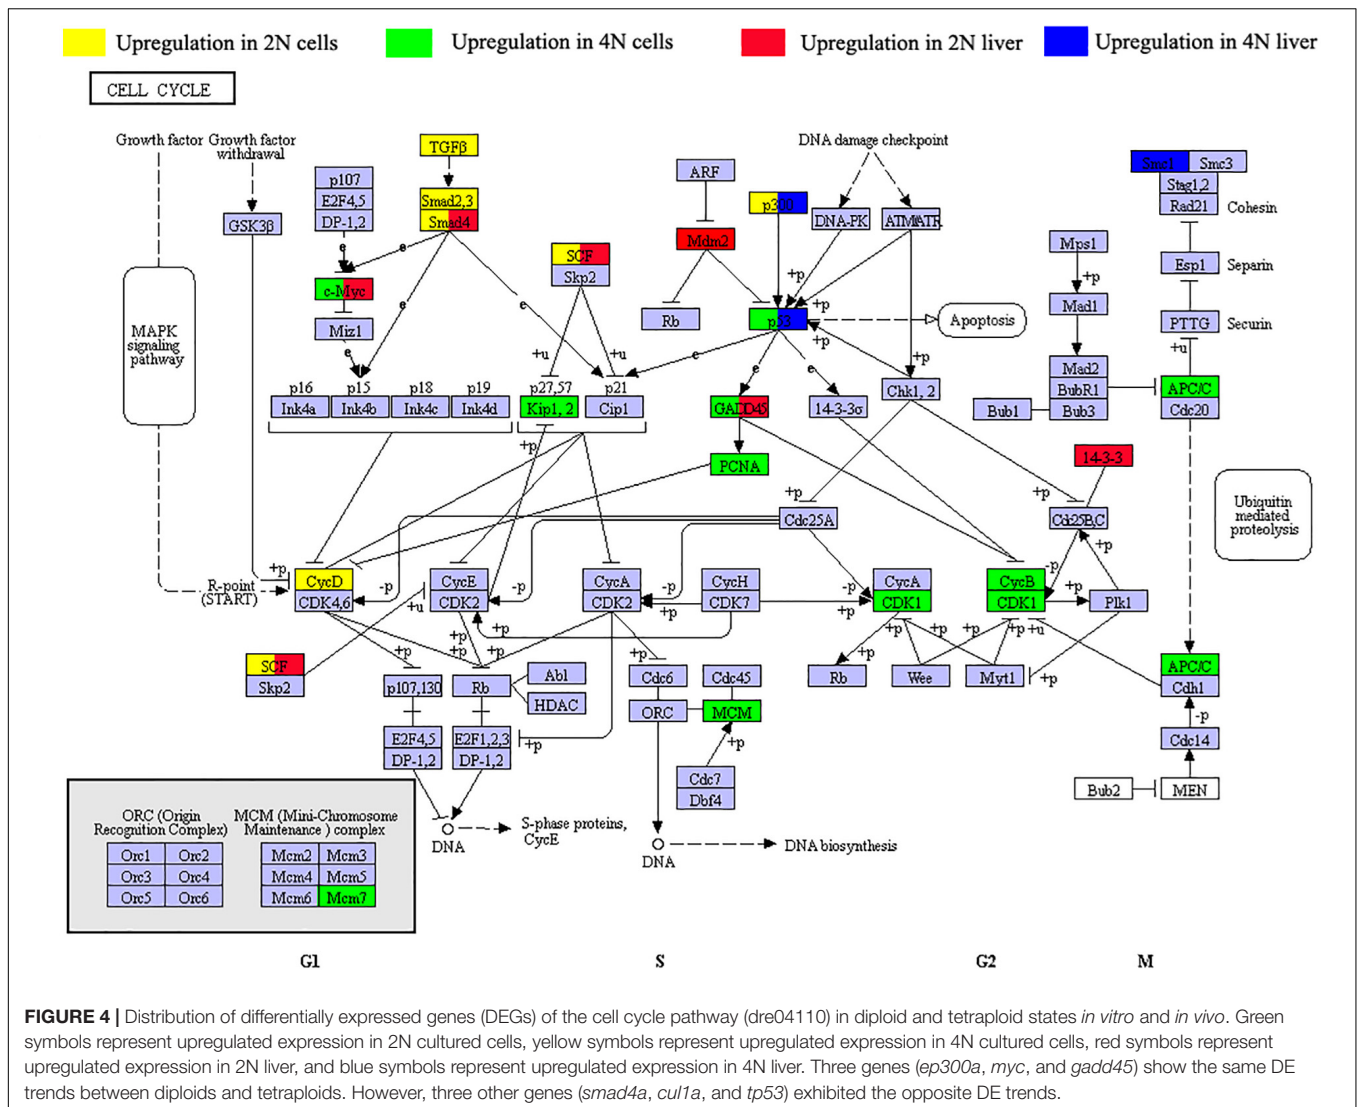 Upregulation in 2N cells
Upregulation in 4N cells
Upregulation in 2N liver
Upregulation in 4N liver
CELL CYCLE
Growth factor
Growth factor
withdrawal
TGFβ
DNA damage checkpoint
Smc1
Smc3
p107
E2F4,5
DP-1,2
Smad2,3
Smad4
ARF
p300
DNA-PK
ATM/ATR
Stag1,2
Rad21
Cohesin
GSK3β
e
e
SCF
Skp2
Mdm2
+p
+p
Mps1
+p
Esp1
Separin
c-Myc
Miz1
e
e
e
Rb
p53
+p
Apoptosis
Mad1
PTTG
Securin
+u
MAPK
signaling
pathway
+u
+u
e
e
e
+p
Mad2
BubR1
Bub3
Bub1
APC/C
Cdc20
p16
Ink4a
p15
Ink4b
p18
Ink4c
p19
Ink4d
p27,57
Kip1, 2
p21
Cip1
GADD45
14-3-3σ
Chk1, 2
+p
PCNA
14-3-3
+p
+p
Cdc25A
Cdc25B,C
+p
Ubiquitin
mediated
proteolysis
R-point
(START)
+p
CycD
CDK4,6
-p
CycE
CDK2
-p
CycA
CDK2
-p
+p
CycH
CDK7
+p
-p
CycA
CDK1
CycB
CDK1
-p
+p
Plk1
+u
SCF
Skp2
+p
+p
+p
+p
+p
+p
+p
+p
+p
+u
+p
p107,130
Rb
Abl
HDAC
Cdc6
Cdc45
ORC
MCM
+p
Rb
Wee
Myt1
APC/C
Cdh1
-p
Cdc14
E2F4,5
DP-1,2
E2F1,2,3
DP-1,2
+p
Cdc7
Dbf4
Bub2
MEN
ORC (Origin
Recognition Complex)
MCM (Mini-Chromosome
Maintenance ) complex
Orc1
Orc2
Orc3
Orc4
Orc5
Orc6
Mcm2
Mcm3
Mcm4
Mcm5
Mcm6
Mcm7
DNA
S-phase proteins,
CycE
DNA
DNA biosynthesis
G1
S
G2
M
FIGURE 4 | Distribution of differentially expressed genes (DEGs) of the cell cycle pathway (dre04110) in diploid and tetraploid states in vitro and in vivo. Green
symbols represent upregulated expression in 2N cultured cells, yellow symbols represent upregulated expression in 4N cultured cells, red symbols represent
upregulated expression in 2N liver, and blue symbols represent upregulated expression in 4N liver. Three genes (ep300a, myc, and gadd45) show the same DE
trends between diploids and tetraploids. However, three other genes (smad4a, cul1a, and tp53) exhibited the opposite DE trends.